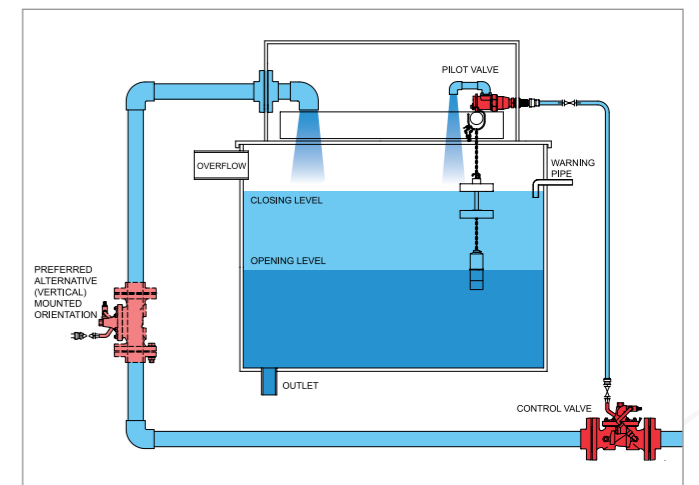 PILOT VALVE
OVERFLOW
WARNING
PIPE
CLOSING LEVEL
OPENING LEVEL
PREFERRED
ALTERNATIVE
(VERTICAL)
MOUNTED
ORIENTATION
OUTLET
CONTROL VALVE